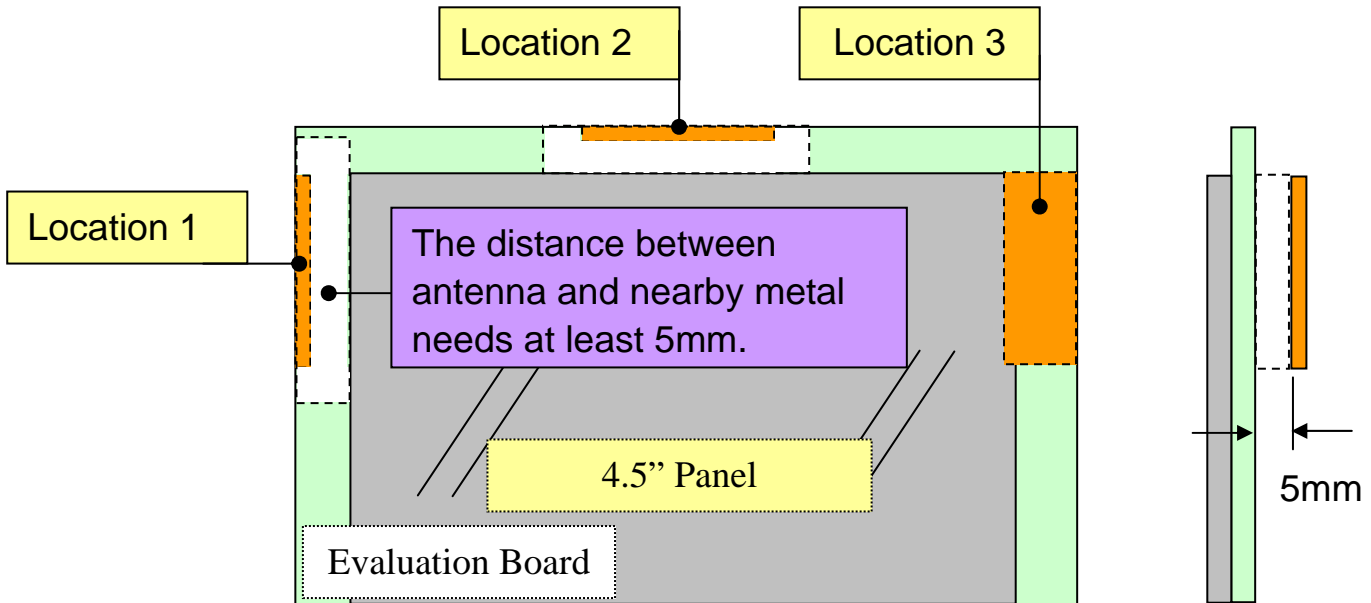 Location 2
Location 3
Location 1
The distance between
antenna and nearby metal
needs at least 5mm.
4.5” Panel
5mm
Evaluation Board